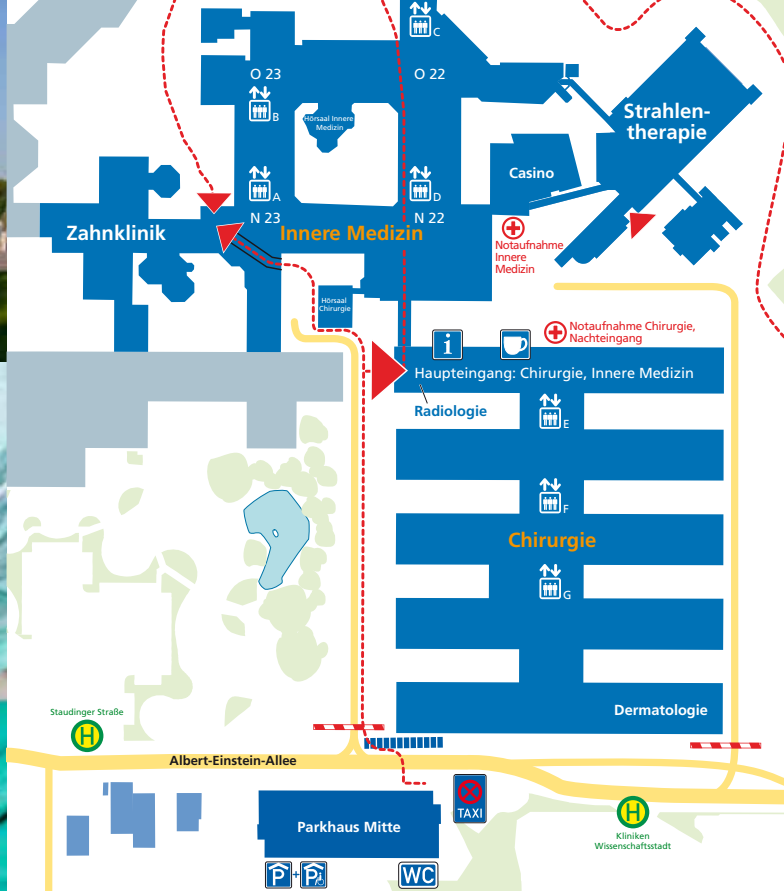 C
O 23
O 22
B
Hörsaal Innere
Medizin
Strahlen-
therapie
Casino
A
D
N 23
N 22
Zahnklinik
Innere Medizin
Notaufnahme
Innere
Medizin
Hörsaal
Chirurgie
i
Notaufnahme Chirurgie,
Nachteingang
Haupteingang: Chirurgie, Innere Medizin
Radiologie
E
F
Chirurgie
G
Dermatologie
Staudinger Straße
H
Albert-Einstein-Allee
TAXI
Parkhaus Mitte
H
Kliniken
Wissenschaftsstadt
P + P
WC